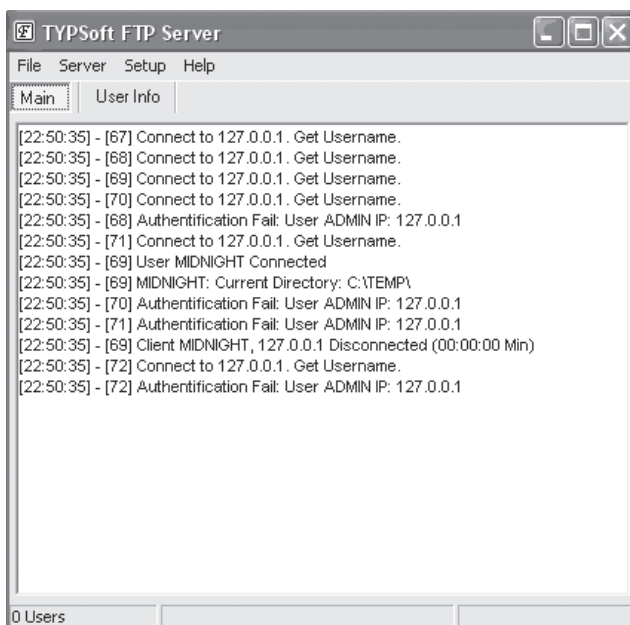 TYPSoft FTP Server
File Server Setup Help
Main User Info
[22:50:35] - [67] Connect to 127.0.0.1. Get Username.
[22:50:35] - [68] Connect to 127.0.0.1. Get Username.
[22:50:35] - [69] Connect to 127.0.0.1. Get Username.
[22:50:35] - [70] Connect to 127.0.0.1. Get Username.
[22:50:35] - [68] Authentification Fail: User ADMIN IP: 127.0.0.1
[22:50:35] - [71] Connect to 127.0.0.1. Get Username.
[22:50:35] - [69] User MIDNIGHT Connected
[22:50:35] - [69] MIDNIGHT: Current Directory: C:\TEMP\
[22:50:35] - [70] Authentification Fail: User ADMIN IP: 127.0.0.1
[22:50:35] - [71] Authentification Fail: User ADMIN IP: 127.0.0.1
[22:50:35] - [69] Client MIDNIGHT, 127.0.0.1 Disconnected (00:00:00 Min)
[22:50:35] - [72] Connect to 127.0.0.1. Get Username.
[22:50:35] - [72] Authentification Fail: User ADMIN IP: 127.0.0.1
0 Users